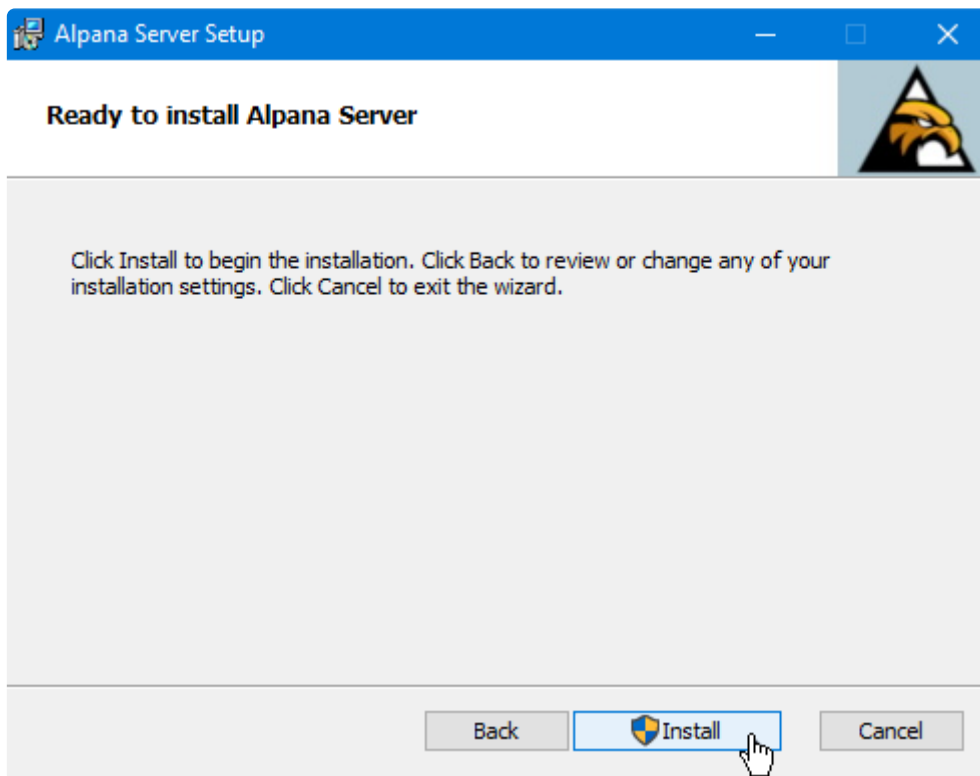 Alpana Server Setup
Ready to install Alpana Server
Click Install to begin the installation. Click Back to review or change any of your
installation settings. Click Cancel to exit the wizard.
Back
Install
Cancel